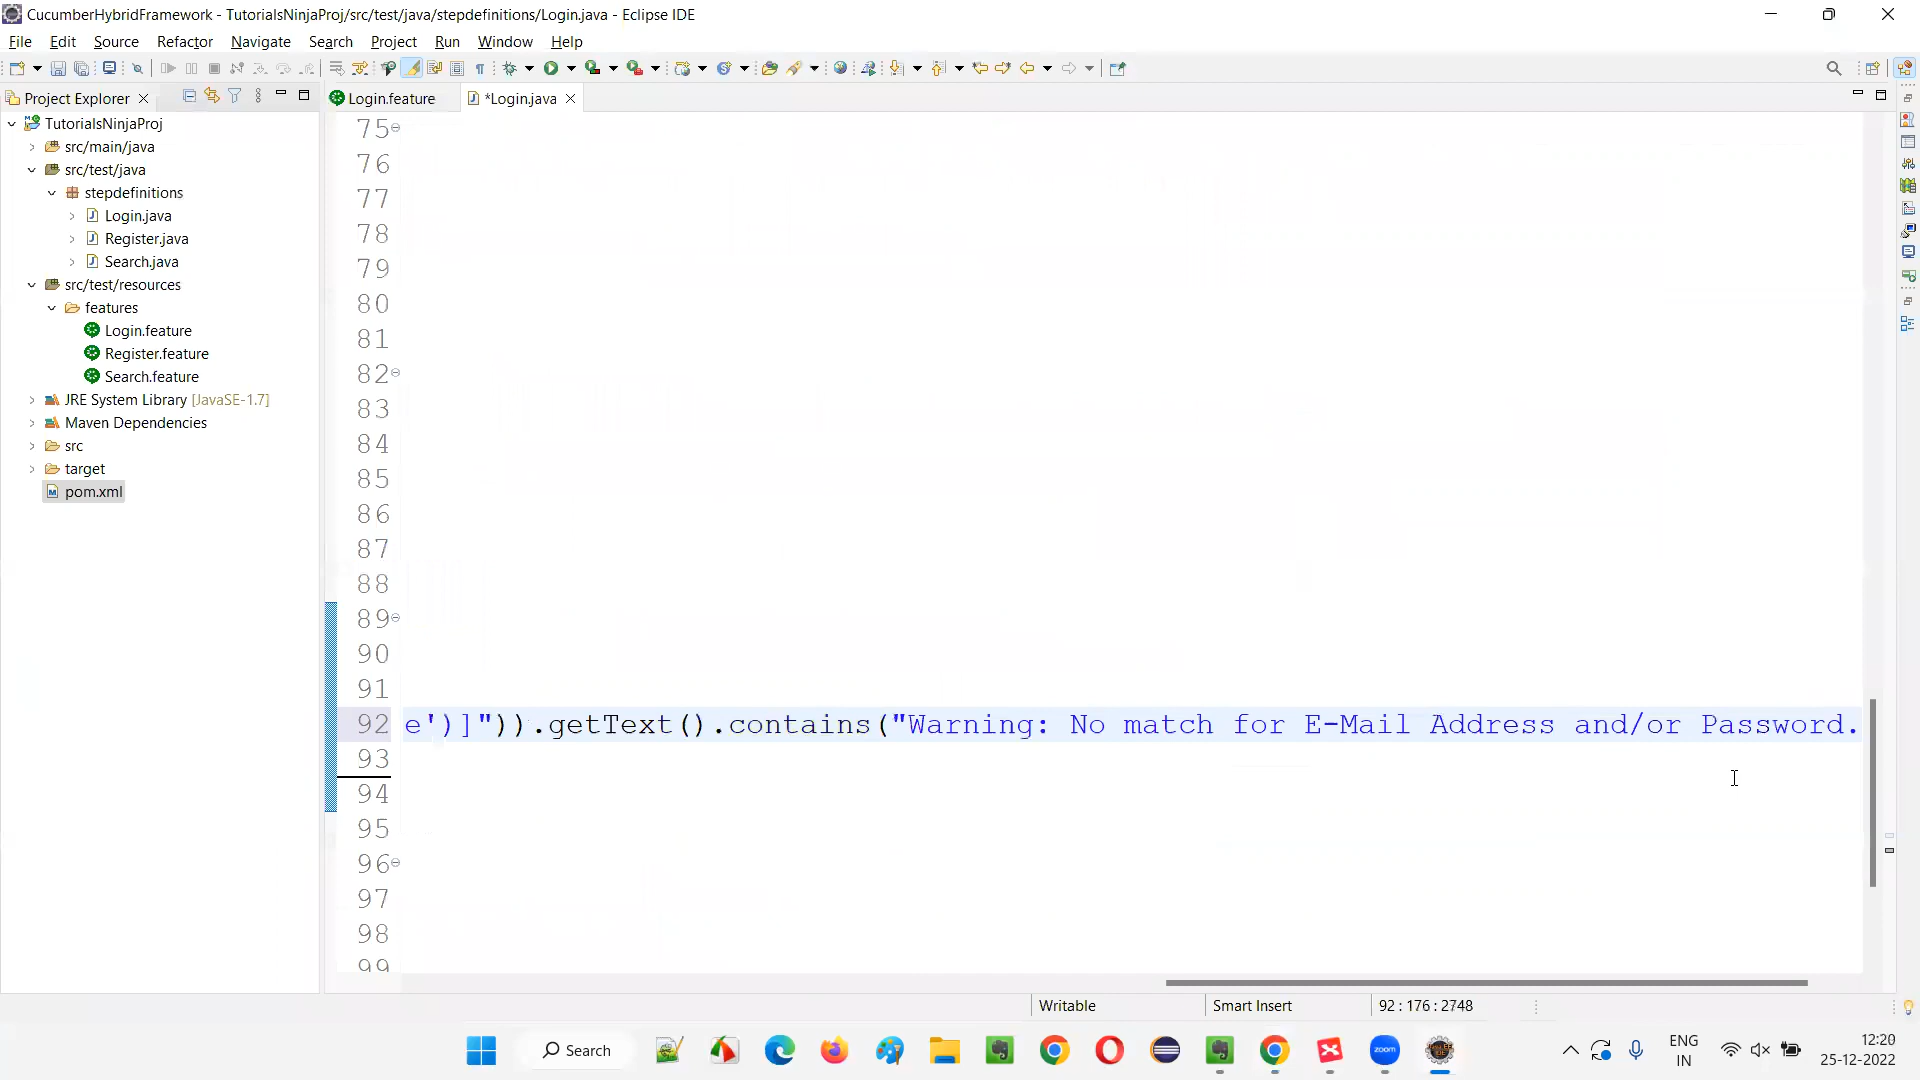 CucumberHybridFramework - TutorialsNinjaProj/src/test/java/stepdefinitions/Login.java - Eclipse IDE
File Edit Source Refactor Navigate Search Project Run Window Help
Project Explorer
Login.feature
*Login.java
TutorialsNinjaProj
src/main/java
src/test/java
stepdefinitions
Login.java
Register.java
Search.java
src/test/resources
features
Login.feature
Register.feature
Search.feature
JRE System Library [JavaSE-1.7]
Maven Dependencies
src
target
pom.xml
75
76
77
78
79
80
81
82
83
84
85
86
87
88
89
90
91
92 e')]")).getText().contains("Warning: No match for E-Mail Address and/or Password.
93
94
95
96
97
98
99
Writable
Smart Insert
92 : 176 : 2748
Search
zoom
ENG
IN
12:20
25-12-2022